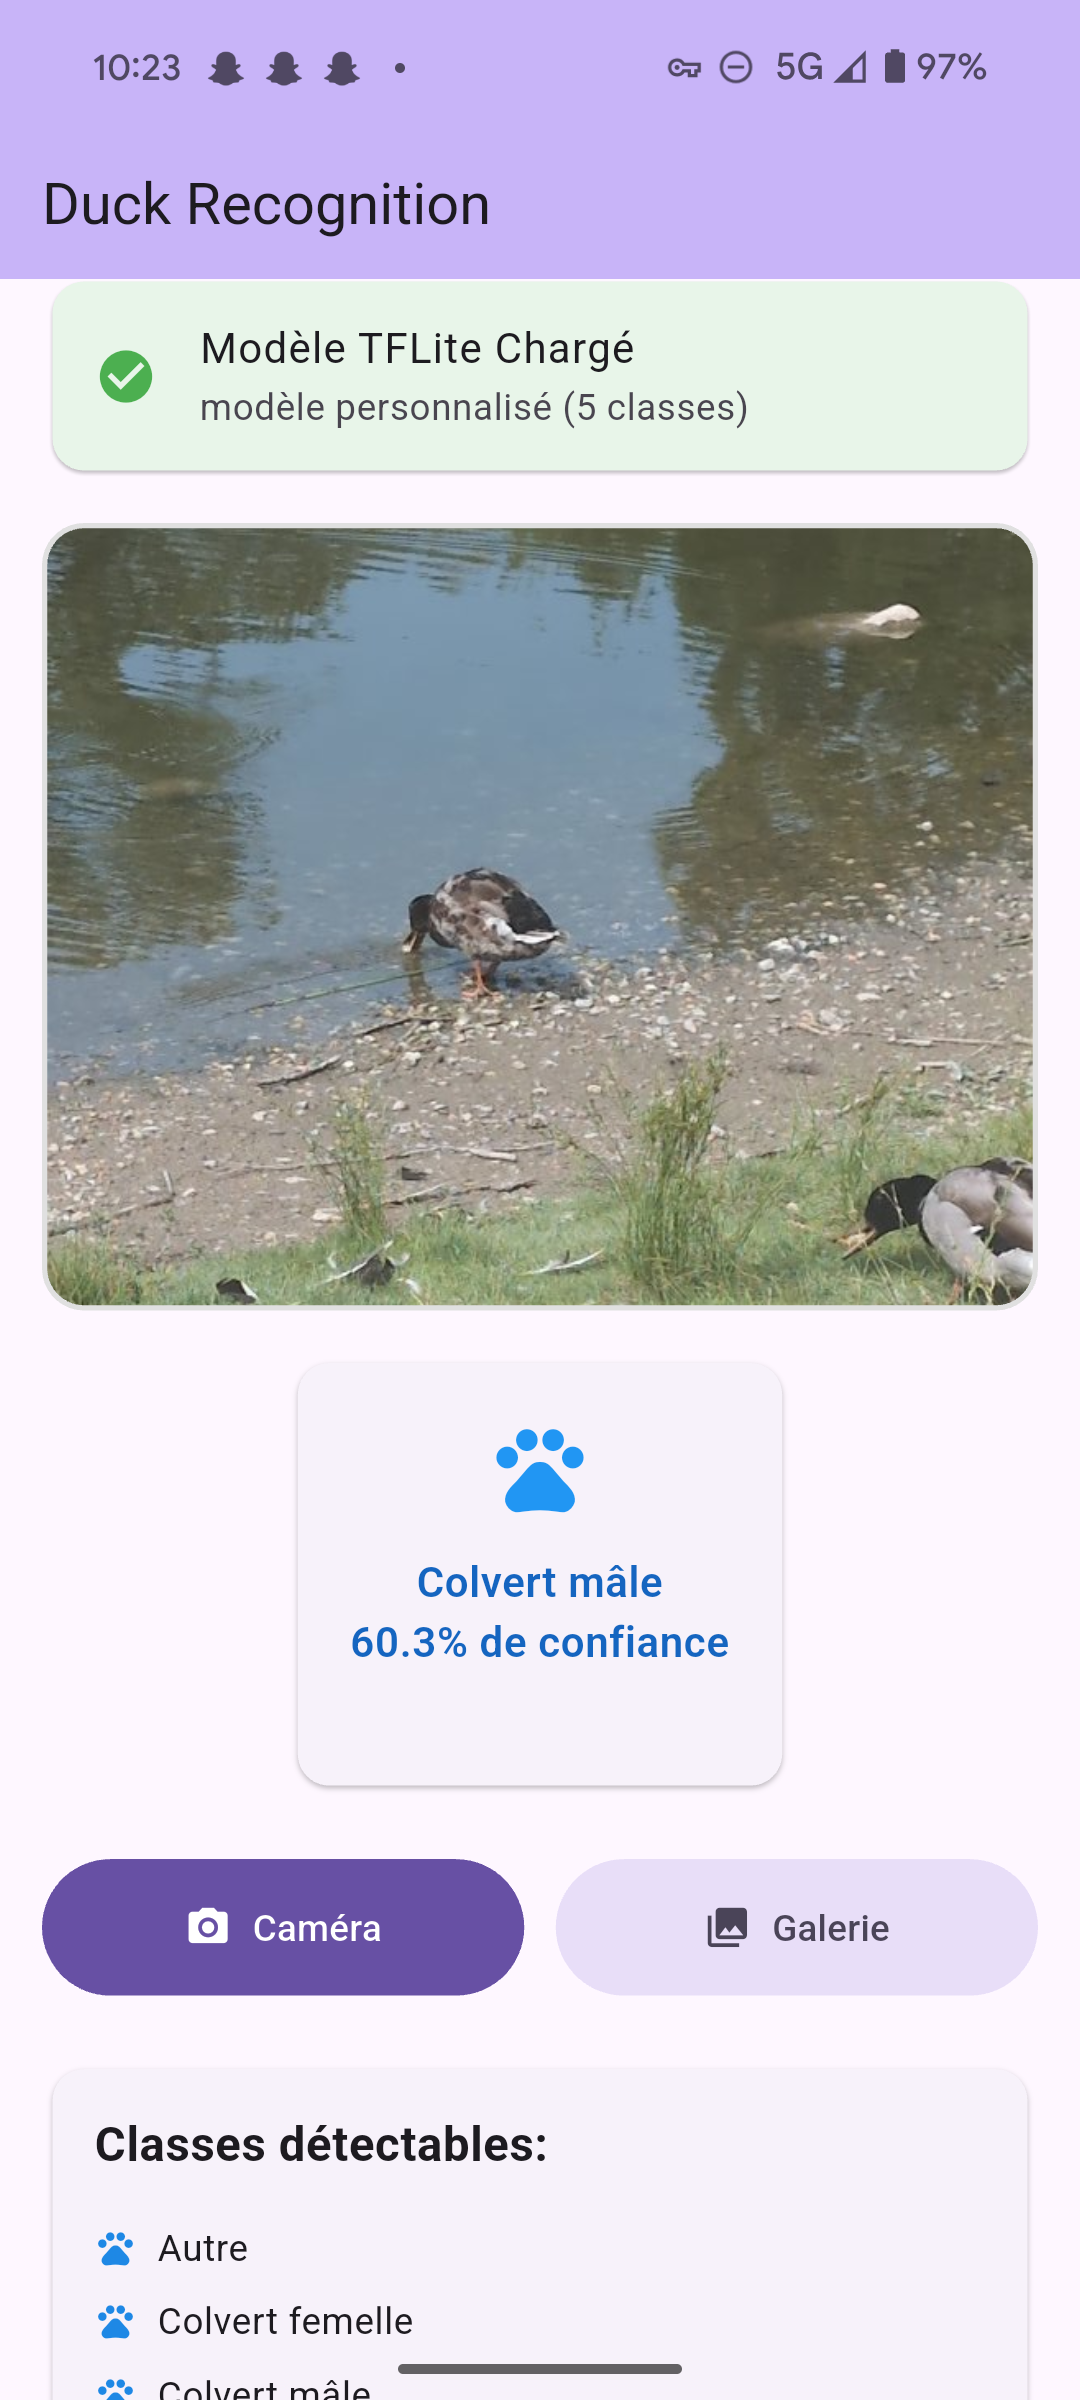 10:23
5G
97%
Duck Recognition
Modèle TFLite Chargé
modèle personnalisé (5 classes)
Colvert mâle
60.3% de confiance
Caméra
Galerie
Classes détectables:
Autre
Colvert femelle
Colvert mâle